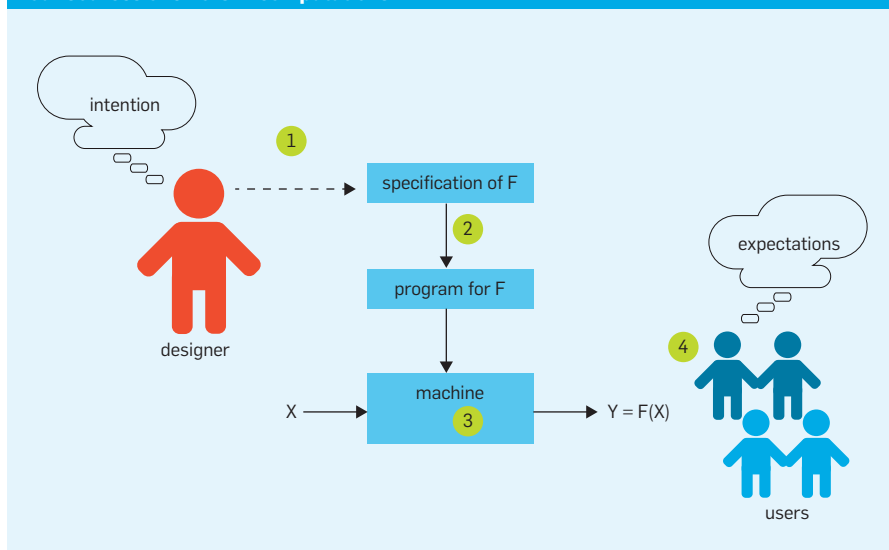 intention
1
specification of F
2
expectations
program for F
designer
4
machine
X
3
Y = F(X)
users